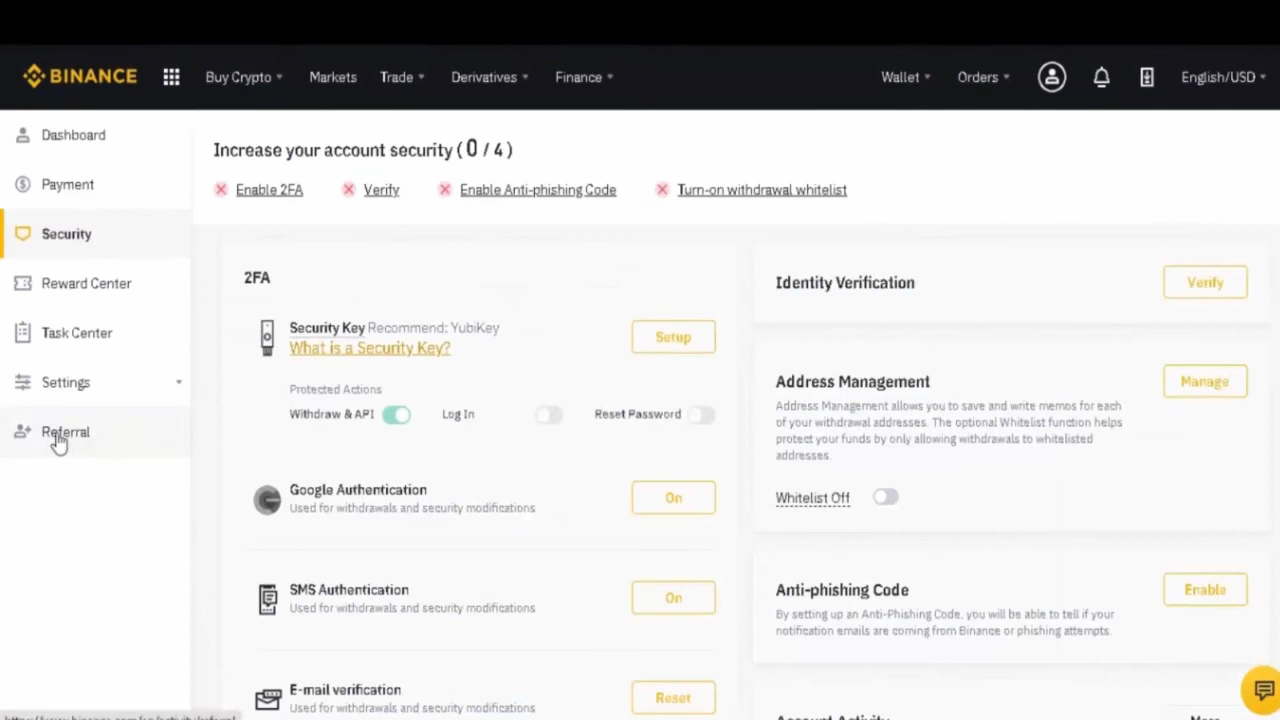 BINANCE
Buy Crypto
Markets
Trade
Derivatives
Finance
Wallet
Orders
English/USD
Dashboard
Payment
Security
Reward Center
Task Center
Settings
Referral
Increase your account security ( 0 / 4 )
Enable 2FA
Verify
Enable Anti-phishing Code
Turn-on withdrawal whitelist
2FA
Security Key Recommend: YubiKey
What is a Security Key?
Setup
Protected Actions
Withdraw & API
Log In
Reset Password
Google Authentication
Used for withdrawals and security modifications
On
SMS Authentication
Used for withdrawals and security modifications
On
E-mail verification
Used for withdrawals and security modifications
Reset
Identity Verification
Verify
Address Management
Manage
Address Management allows you to save and write memos for each
of your withdrawal addresses. The optional Whitelist function helps
protect your funds by only allowing withdrawals to whitelisted
addresses.
Whitelist Off
Anti-phishing Code
Enable
By setting up an Anti-Phishing Code, you will be able to tell if your
notification emails are coming from Binance or phishing attempts.
Account Activity
More